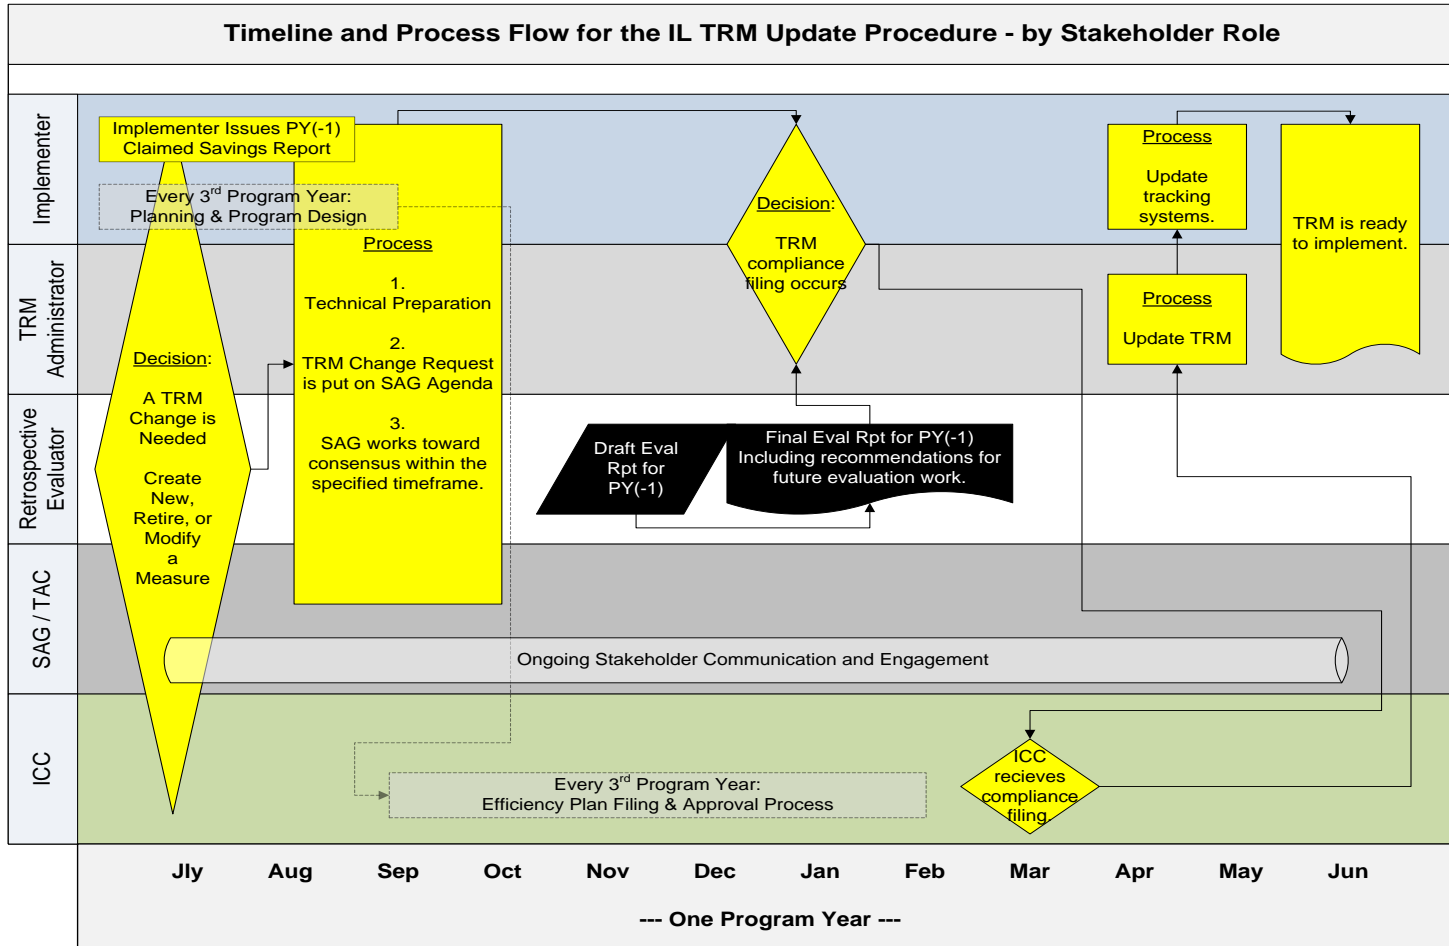 Timeline and Process Flow for the IL TRM Update Procedure - by Stakeholder Role
Implementer
Implementer Issues PY(-1)
Claimed Savings Report
Every 3rd Program Year:
Planning & Program Design
Process
1.
Technical Preparation
2.
TRM Change Request
is put on SAG Agenda
3.
SAG works toward
consensus within the
specified timeframe.
Decision:
TRM
compliance
filing occurs
Process
Update
tracking
systems.
TRM is ready
to implement.
TRM
Administrator
Decision:
A TRM
Change is
Needed
Create
New,
Retire, or
Modify
a
Measure
Process
Update TRM
Retrospective
Evaluator
Draft Eval
Rpt for
PY(-1)
Final Eval Rpt for PY(-1)
Including recommendations for
future evaluation work.
SAG / TAC
Ongoing Stakeholder Communication and Engagement
ICC
Every 3rd Program Year:
Efficiency Plan Filing & Approval Process
ICC
recieves
compliance
filing.
Jly Aug Sep Oct Nov Dec Jan Feb Mar Apr May Jun
--- One Program Year ---